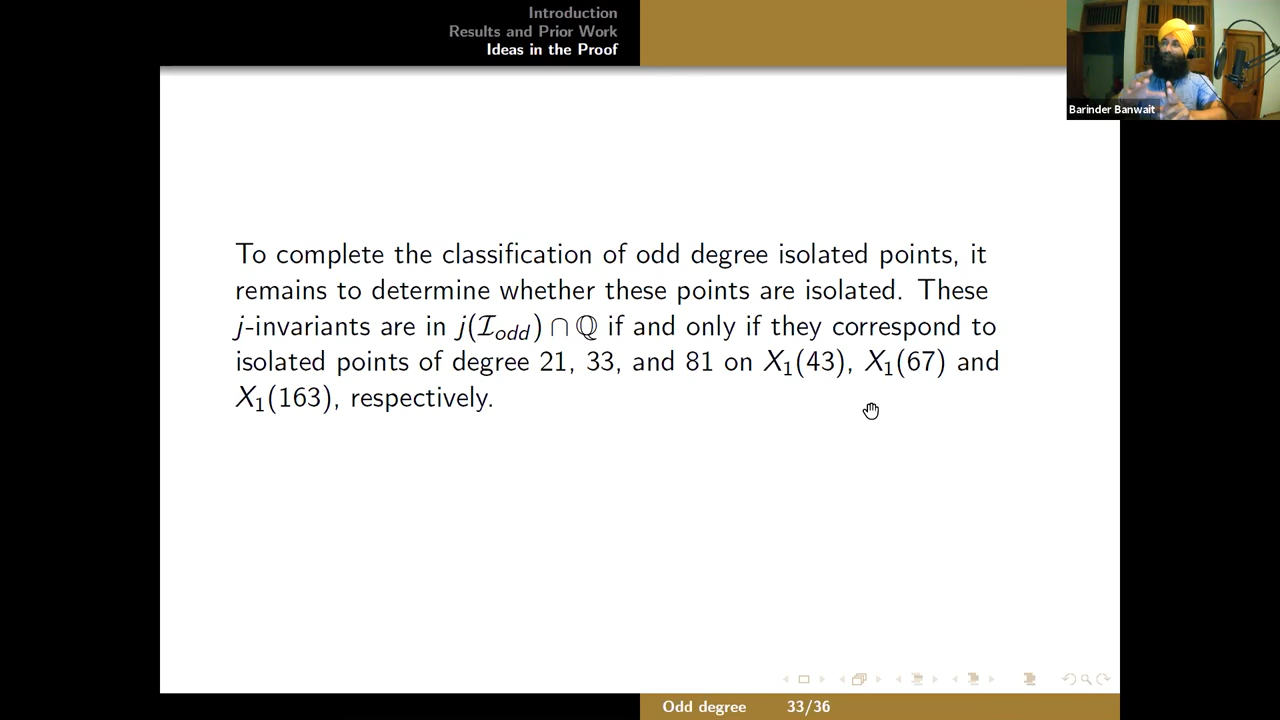 Introduction
Results and Prior Work
Ideas in the Proof
Barinder Banwait
To complete the classification of odd degree isolated points, it
remains to determine whether these points are isolated. These
j-invariants are in j(ℐ_odd) ∩ ℚ if and only if they correspond to
isolated points of degree 21, 33, and 81 on X₁(43), X₁(67) and
X₁(163), respectively.
Odd degree 33/36